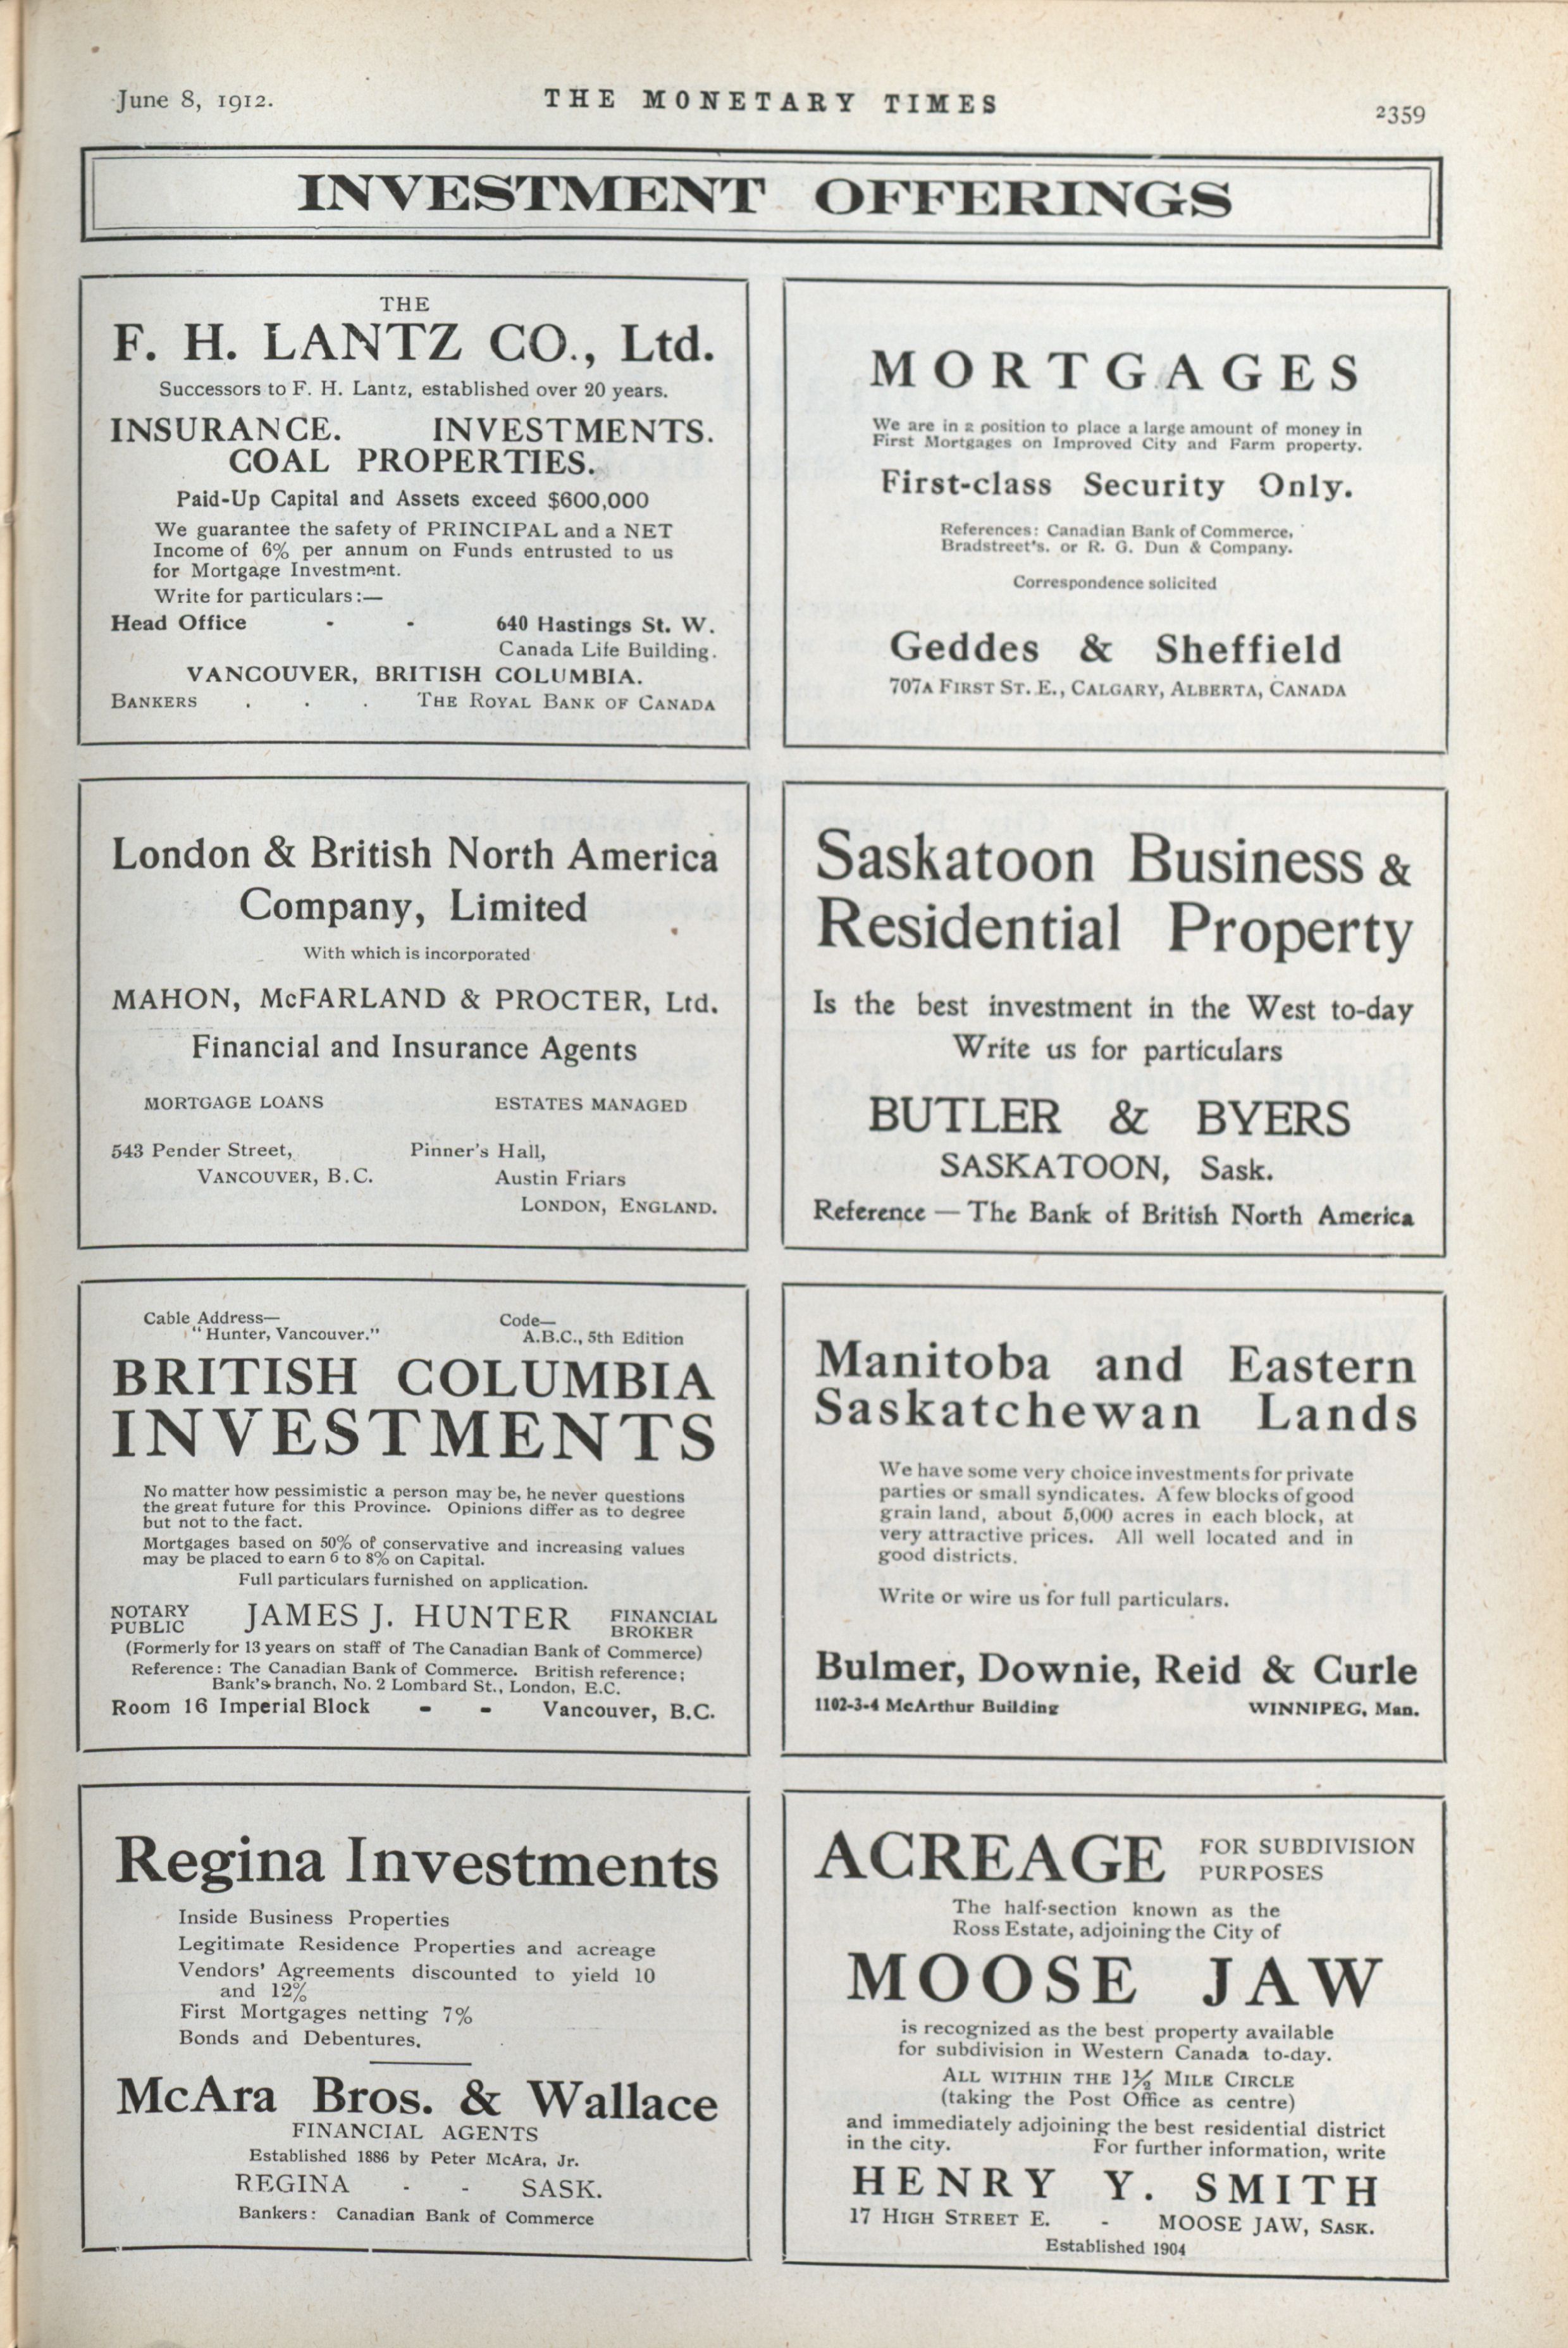 June 8, 1912.
THE MONETARY TIMES
2359
INVESTMENT OFFERINGS
THE
F. H. LANTZ CO., Ltd.
Successors to F. H. Lantz, established over 20 years.
INSURANCE. INVESTMENTS.
COAL PROPERTIES.
Paid-Up Capital and Assets exceed $600,000
We guarantee the safety of PRINCIPAL and a NET
Income of 6% per annum on Funds entrusted to us
for Mortgage Investment.
Write for particulars:—
Head Office - - 640 Hastings St. W.
Canada Life Building.
VANCOUVER, BRITISH COLUMBIA.
BANKERS . . . THE ROYAL BANK OF CANADA
MORTGAGES
We are in a position to place a large amount of money in
First Mortgages on Improved City and Farm property.
First-class Security Only.
References: Canadian Bank of Commerce,
Bradstreet's, or R. G. Dun & Company.
Correspondence solicited
Geddes & Sheffield
707A FIRST ST. E., CALGARY, ALBERTA, CANADA
London & British North America
Company, Limited
With which is incorporated
MAHON, McFARLAND & PROCTER, Ltd.
Financial and Insurance Agents
MORTGAGE LOANS ESTATES MANAGED
543 Pender Street, Pinner's Hall,
VANCOUVER, B.C. Austin Friars
LONDON, ENGLAND.
Saskatoon Business &
Residential Property
Is the best investment in the West to-day
Write us for particulars
BUTLER & BYERS
SASKATOON, Sask.
Reference — The Bank of British North America
Cable Address— Code—
"Hunter, Vancouver." A.B.C., 5th Edition
BRITISH COLUMBIA
INVESTMENTS
No matter how pessimistic a person may be, he never questions
the great future for this Province. Opinions differ as to degree
but not to the fact.
Mortgages based on 50% of conservative and increasing values
may be placed to earn 6 to 8% on Capital.
Full particulars furnished on application.
NOTARY PUBLIC JAMES J. HUNTER FINANCIAL BROKER
(Formerly for 13 years on staff of The Canadian Bank of Commerce)
Reference: The Canadian Bank of Commerce. British reference;
Bank's branch, No. 2 Lombard St., London, E.C.
Room 16 Imperial Block - - Vancouver, B.C.
Manitoba and Eastern
Saskatchewan Lands
We have some very choice investments for private
parties or small syndicates. A few blocks of good
grain land, about 5,000 acres in each block, at
very attractive prices. All well located and in
good districts.
Write or wire us for full particulars.
Bulmer, Downie, Reid & Curle
1102-3-4 McArthur Building WINNIPEG, Man.
Regina Investments
Inside Business Properties
Legitimate Residence Properties and acreage
Vendors' Agreements discounted to yield 10
and 12%
First Mortgages netting 7%
Bonds and Debentures.
McAra Bros. & Wallace
FINANCIAL AGENTS
Established 1886 by Peter McAra, Jr.
REGINA - - SASK.
Bankers: Canadian Bank of Commerce
ACREAGE FOR SUBDIVISION
PURPOSES
The half-section known as the
Ross Estate, adjoining the City of
MOOSE JAW
is recognized as the best property available
for subdivision in Western Canada to-day.
ALL WITHIN THE 1½ MILE CIRCLE
(taking the Post Office as centre)
and immediately adjoining the best residential district
in the city. For further information, write
HENRY Y. SMITH
17 HIGH STREET E. - MOOSE JAW, SASK.
Established 1904